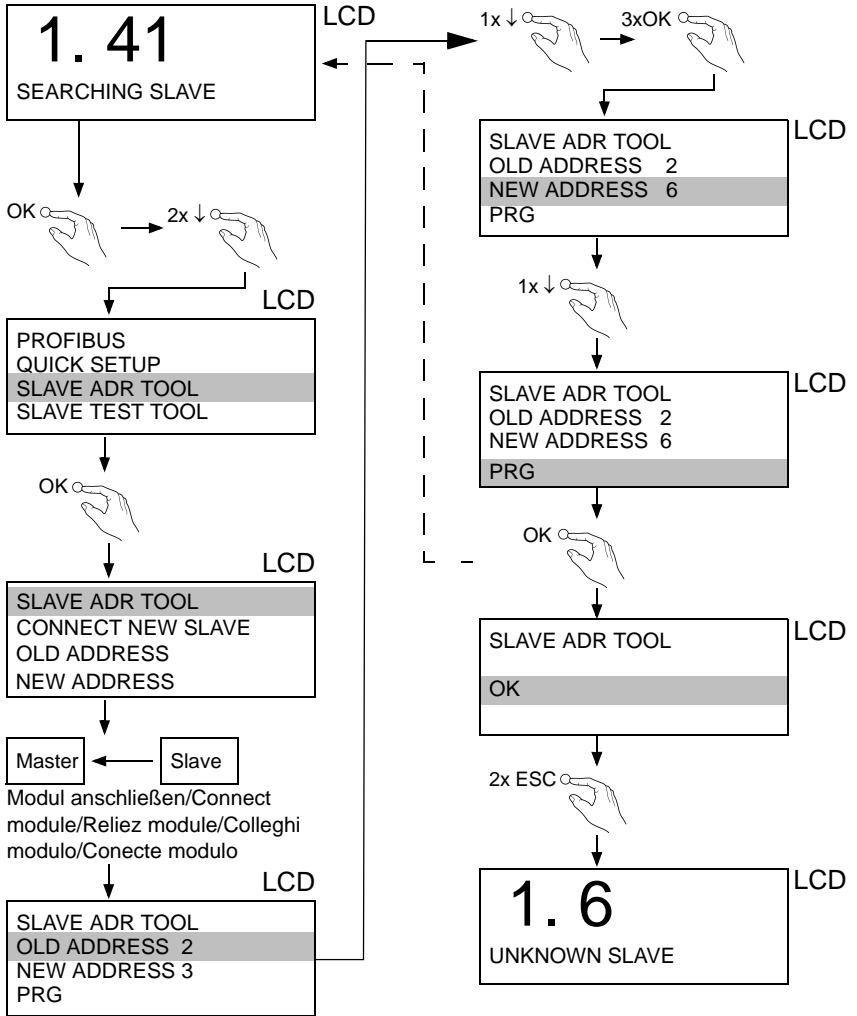 LCD
1. 41
SEARCHING SLAVE
OK
2x ↓
LCD
PROFIBUS
QUICK SETUP
SLAVE ADR TOOL
SLAVE TEST TOOL
OK
LCD
SLAVE ADR TOOL
CONNECT NEW SLAVE
OLD ADDRESS
NEW ADDRESS
Master
Slave
Modul anschließen/Connect
module/Reliez module/Colleghi
modulo/Conecte modulo
LCD
SLAVE ADR TOOL
OLD ADDRESS 2
NEW ADDRESS 3
PRG
1x ↓
3xOK
LCD
SLAVE ADR TOOL
OLD ADDRESS 2
NEW ADDRESS 6
PRG
1x ↓
LCD
SLAVE ADR TOOL
OLD ADDRESS 2
NEW ADDRESS 6
PRG
OK
LCD
SLAVE ADR TOOL
OK
2x ESC
LCD
1. 6
UNKNOWN SLAVE